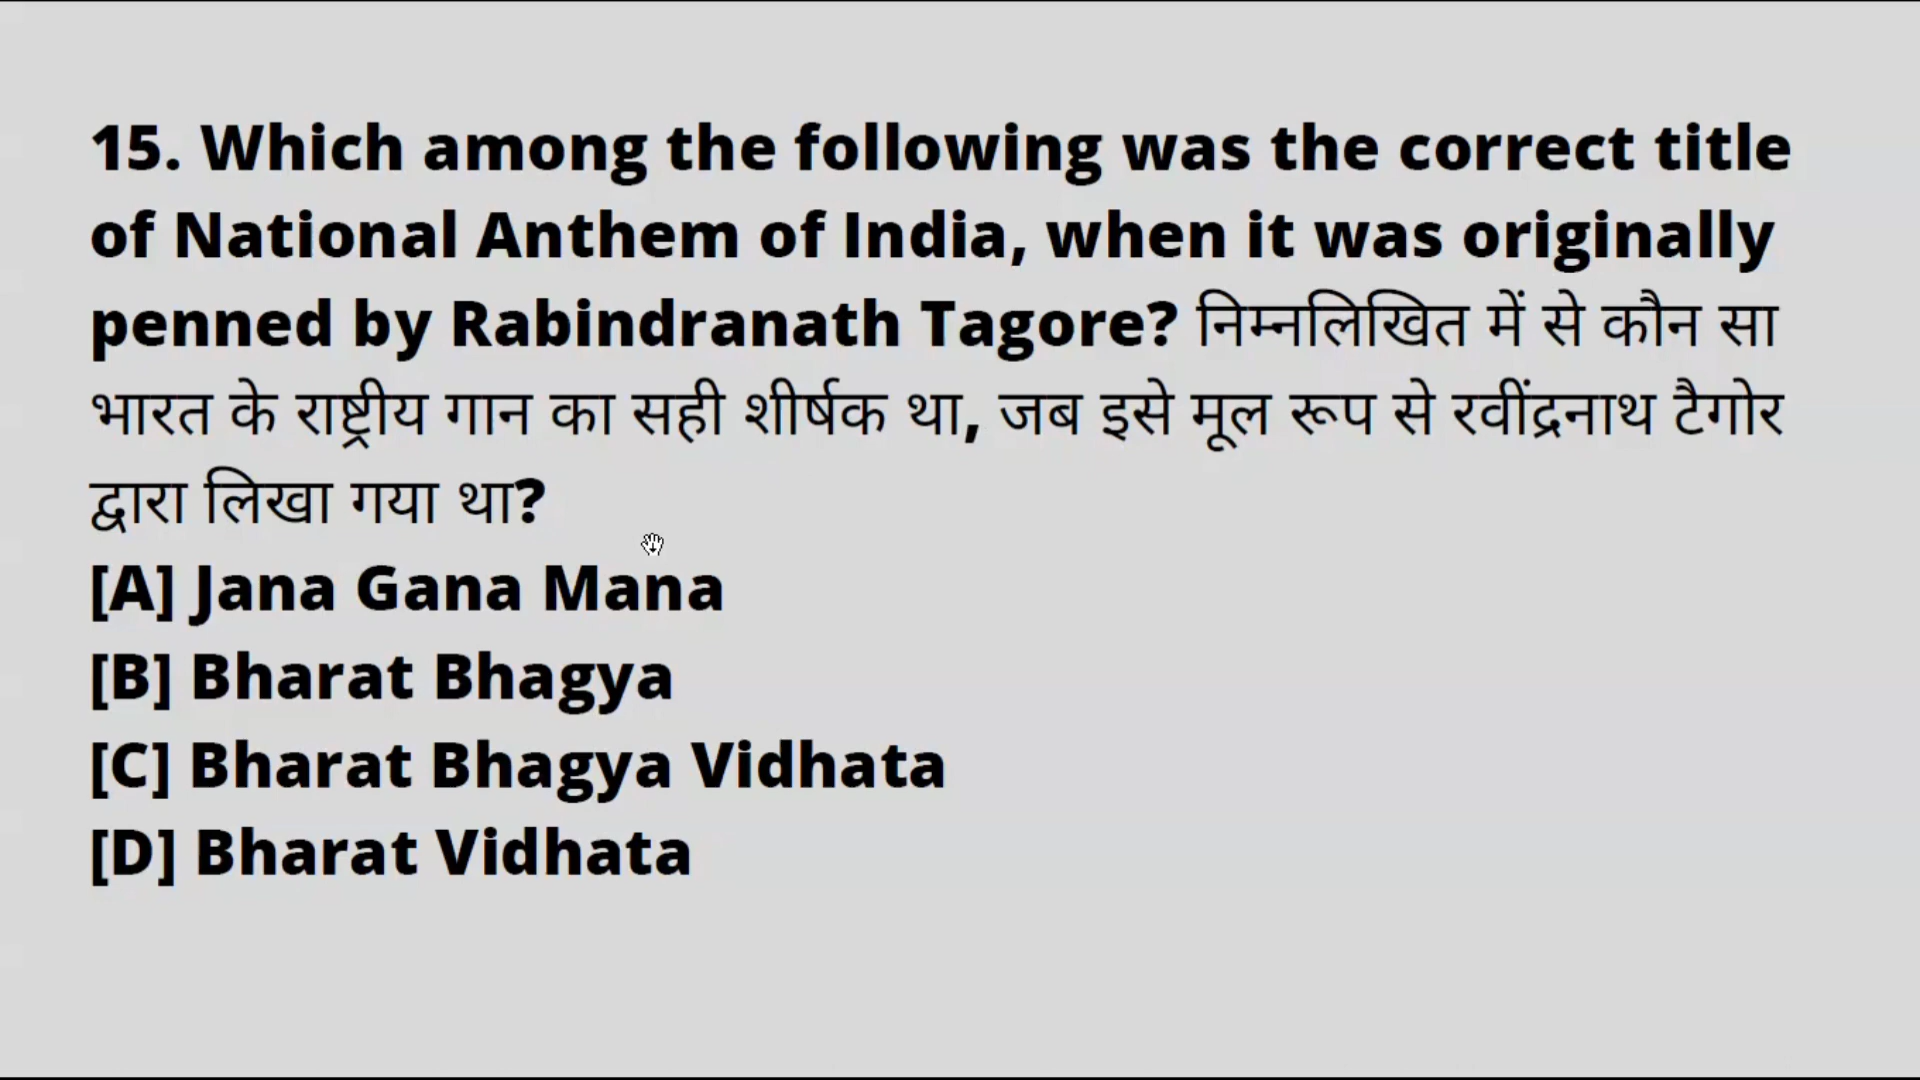 15. Which among the following was the correct title
of National Anthem of India, when it was originally
penned by Rabindranath Tagore? निम्नलिखित में से कौन सा
भारत के राष्ट्रीय गान का सही शीर्षक था, जब इसे मूल रूप से रवींद्रनाथ टैगोर
द्वारा लिखा गया था?
[A] Jana Gana Mana
[B] Bharat Bhagya
[C] Bharat Bhagya Vidhata
[D] Bharat Vidhata